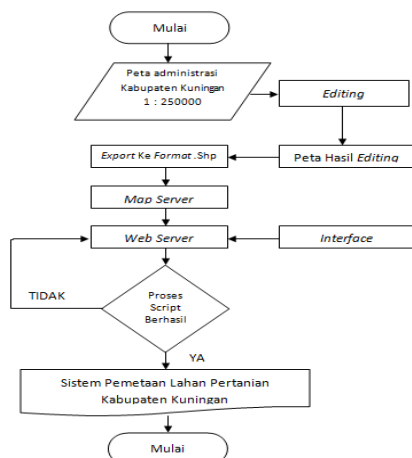 Mulai
Peta administrasi
Kabupaten Kuningan
1 : 250000
Editing
Export Ke Format .Shp
Peta Hasil Editing
Map Server
Web Server
Interface
TIDAK
Proses
Script
Berhasil
YA
Sistem Pemetaan Lahan Pertanian
Kabupaten Kuningan
Mulai